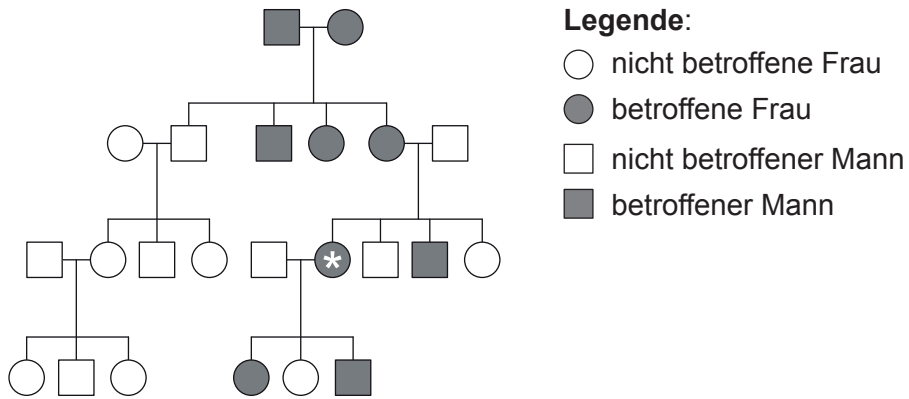 Legende:
nicht betroffene Frau
betroffene Frau
nicht betroffener Mann
betroffener Mann
*